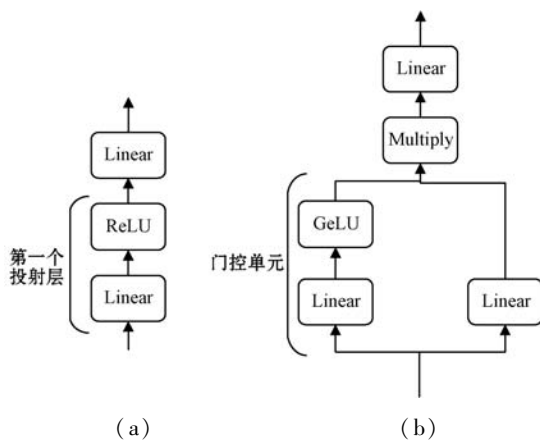 Linear
ReLU
Linear
第一个
投射层
(a)
Linear
Multiply
GeLU
Linear
Linear
门控单元
(b)